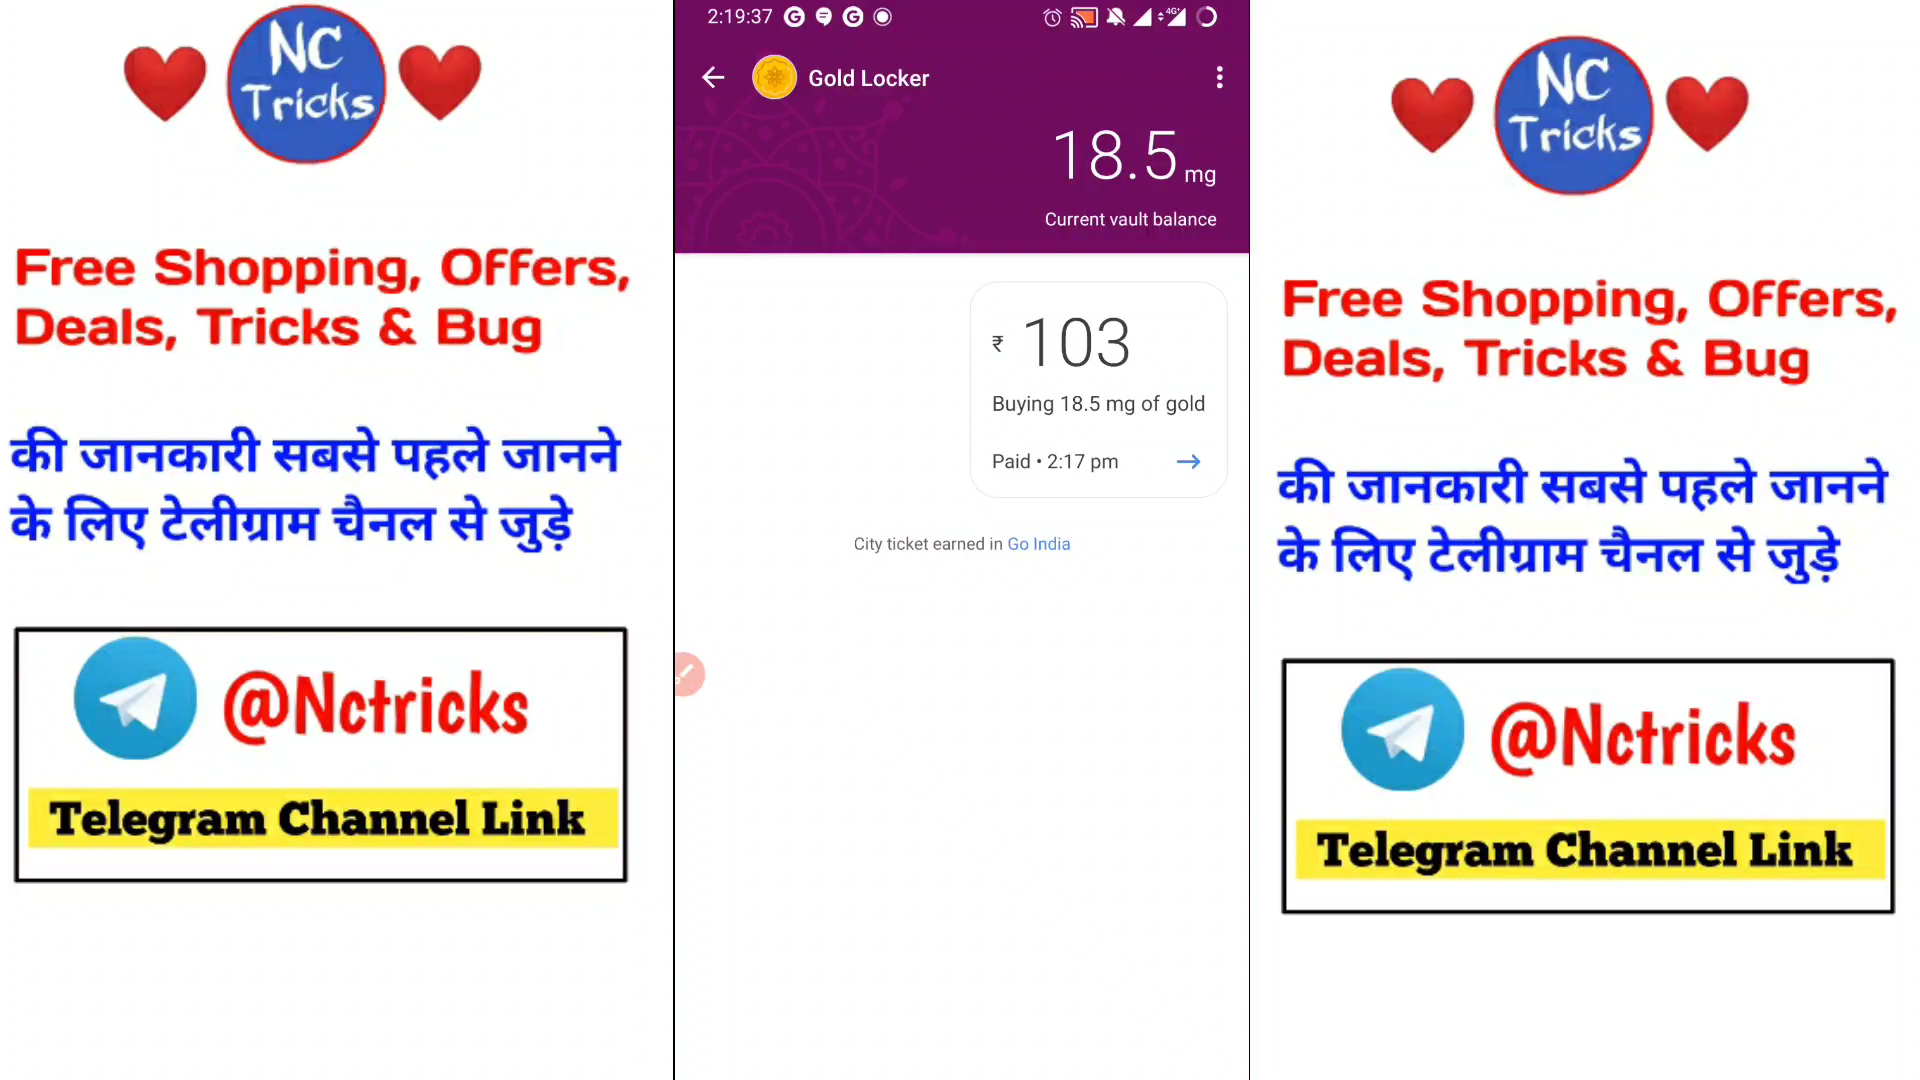 NC
Tricks
Free Shopping, Offers,
Deals, Tricks & Bug
की जानकारी सबसे पहले जानने
के लिए टेलीग्राम चैनल से जुड़े
@Nctricks
Telegram Channel Link
2:19:37
4G+
Gold Locker
18.5 mg
Current vault balance
₹ 103
Buying 18.5 mg of gold
Paid • 2:17 pm
City ticket earned in Go India
NC
Tricks
Free Shopping, Offers,
Deals, Tricks & Bug
की जानकारी सबसे पहले जानने
के लिए टेलीग्राम चैनल से जुड़े
@Nctricks
Telegram Channel Link